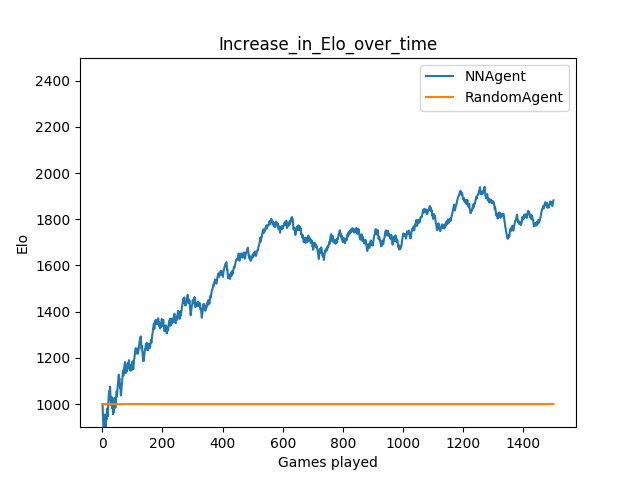 Increase_in_Elo_over_time
NNAgent
RandomAgent
2400
2200
2000
1800
1600
1400
1200
1000
Elo
0 200 400 600 800 1000 1200 1400
Games played